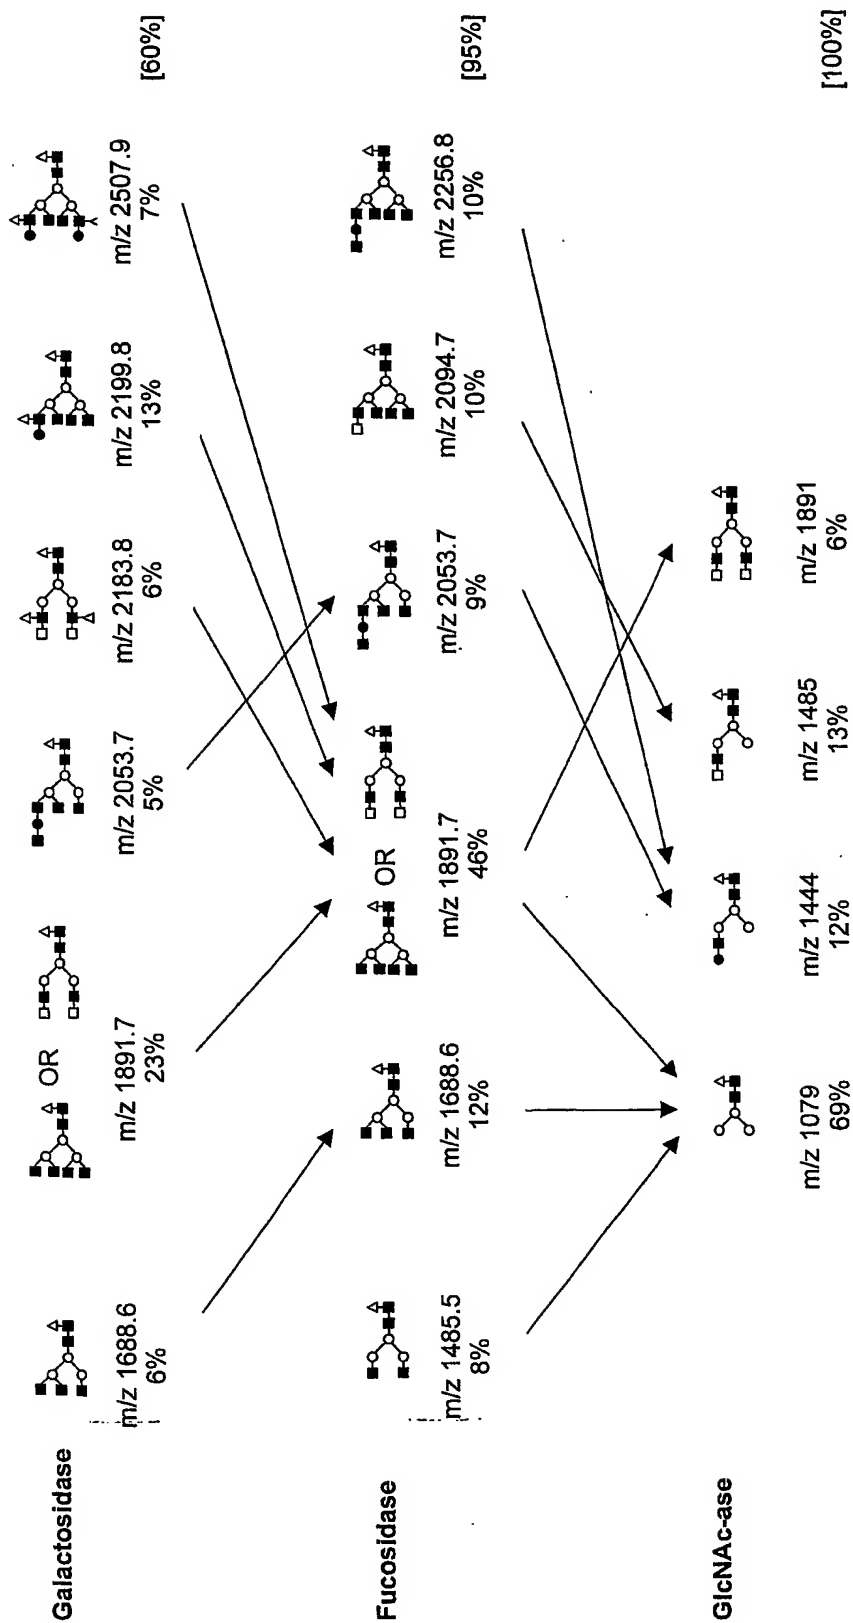 Galactosidase
m/z 1688.6
6%
OR
m/z 1891.7
23%
m/z 2053.7
5%
m/z 2183.8
6%
m/z 2199.8
13%
m/z 2507.9
7%
[60%]
Fucosidase
m/z 1485.5
8%
m/z 1688.6
12%
OR
m/z 1891.7
46%
m/z 2053.7
9%
m/z 2094.7
10%
m/z 2256.8
10%
[95%]
GlcNAc-ase
m/z 1079
69%
m/z 1444
12%
m/z 1485
13%
m/z 1891
6%
[100%]